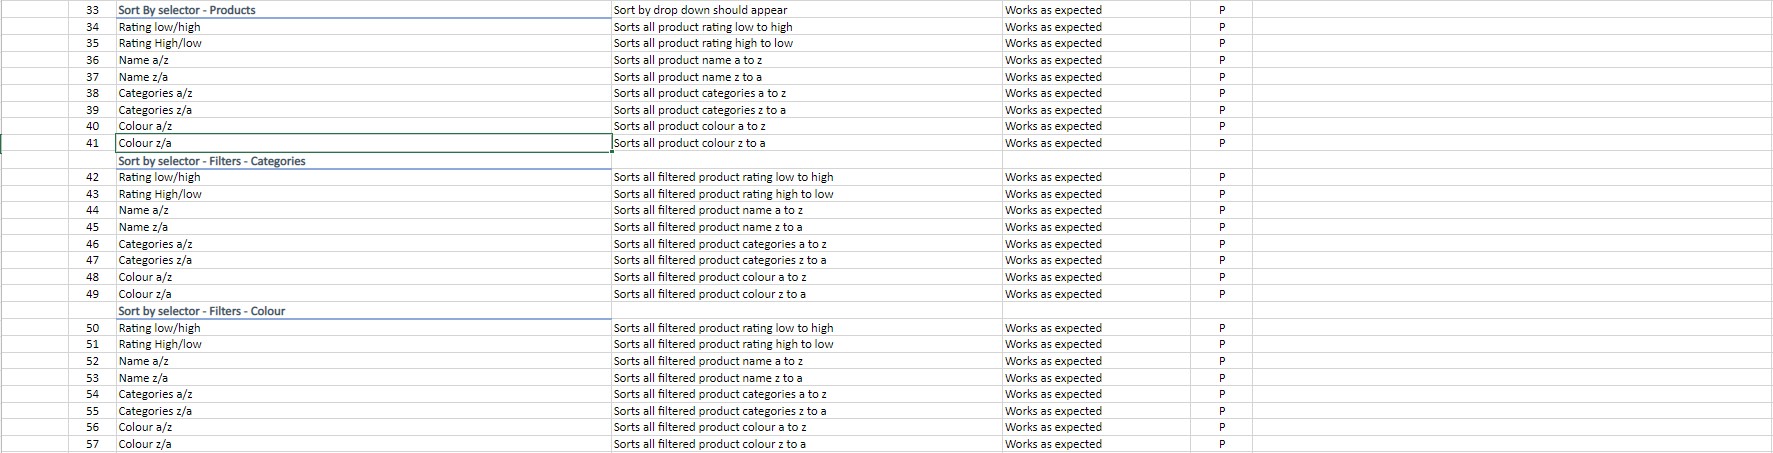 33 Sort By selector - Products Sort by drop down should appear Works as expected P
34 Rating low/high Sorts all product rating low to high Works as expected P
35 Rating High/low Sorts all product rating high to low Works as expected P
36 Name a/z Sorts all product name a to z Works as expected P
37 Name z/a Sorts all product name z to a Works as expected P
38 Categories a/z Sorts all product categories a to z Works as expected P
39 Categories z/a Sorts all product categories z to a Works as expected P
40 Colour a/z Sorts all product colour a to z Works as expected P
41 Colour z/a Sorts all product colour z to a Works as expected P
Sort by selector - Filters - Categories
42 Rating low/high Sorts all filtered product rating low to high Works as expected P
43 Rating High/low Sorts all filtered product rating high to low Works as expected P
44 Name a/z Sorts all filtered product name a to z Works as expected P
45 Name z/a Sorts all filtered product name z to a Works as expected P
46 Categories a/z Sorts all filtered product categories a to z Works as expected P
47 Categories z/a Sorts all filtered product categories z to a Works as expected P
48 Colour a/z Sorts all filtered product colour a to z Works as expected P
49 Colour z/a Sorts all filtered product colour z to a Works as expected P
Sort by selector - Filters - Colour
50 Rating low/high Sorts all filtered product rating low to high Works as expected P
51 Rating High/low Sorts all filtered product rating high to low Works as expected P
52 Name a/z Sorts all filtered product name a to z Works as expected P
53 Name z/a Sorts all filtered product name z to a Works as expected P
54 Categories a/z Sorts all filtered product categories a to z Works as expected P
55 Categories z/a Sorts all filtered product categories z to a Works as expected P
56 Colour a/z Sorts all filtered product colour a to z Works as expected P
57 Colour z/a Sorts all filtered product colour z to a Works as expected P